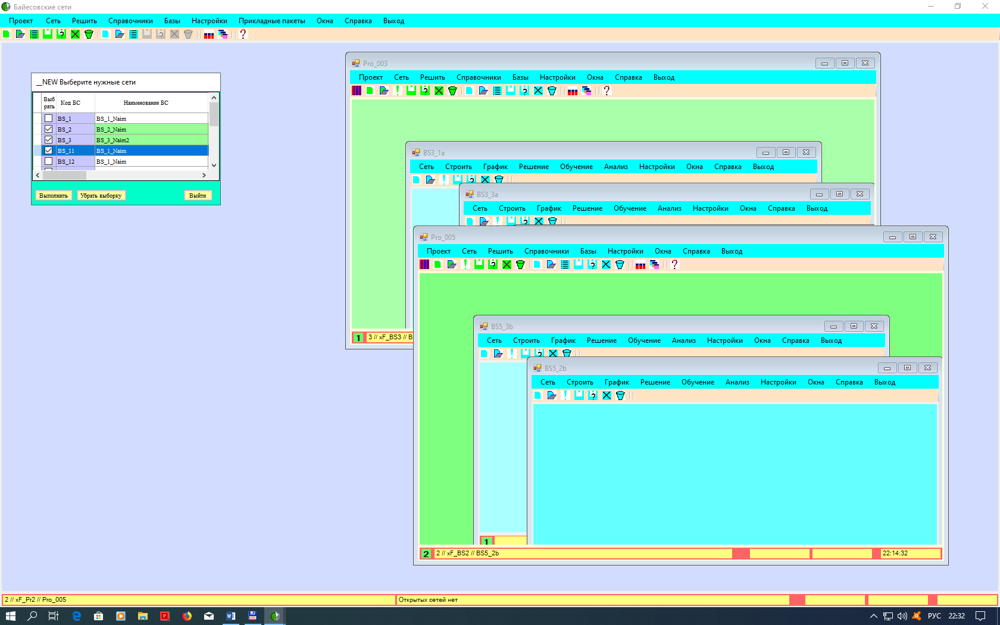 Байесовские сети
Проект Сеть Решить Справочники Базы Настройки Прикладные пакеты Окна Справка Выход
__NEW Выберите нужные сети
Выбрать Код БС Наименование БС
BS_1 BS_1_Naim
BS_2 BS_2_Naim
BS_3 BS_3_Naim2
BS_11 BS_1_Naim
BS_12 BS_1_Naim
Выполнить Убрать выборку Выйти
Pro_003
Проект Сеть Решить Справочники Базы Настройки Окна Справка Выход
BS3_1a
Сеть Строить График Решение Обучение Анализ Настройки Окна Справка Выход
BS3_3a
Сеть Строить График Решение Обучение Анализ Настройки Окна Справка Выход
1 3 // xF_BS3 // B
Pro_005
Проект Сеть Решить Справочники Базы Настройки Окна Справка Выход
BS5_3b
Сеть Строить График Решение Обучение Анализ Настройки Окна Справка Выход
1
BS5_2b
Сеть Строить График Решение Обучение Анализ Настройки Окна Справка Выход
2 2 // xF_BS2 // BS5_2b 22:14:32
2 // xF_Pr2 // Pro_005 Открытых сетей нет
РУС 22:32